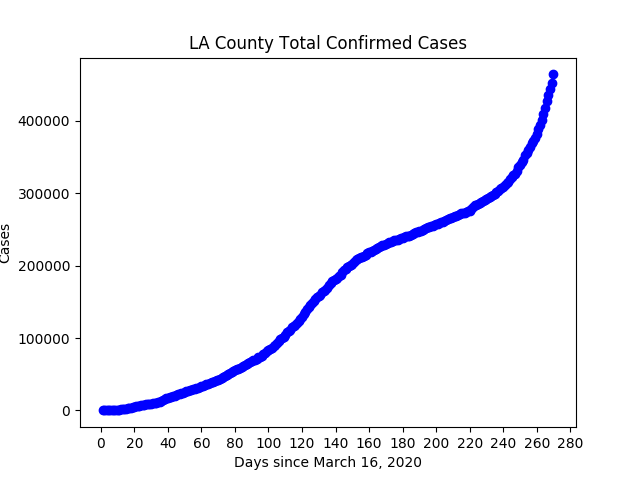 LA County Total Confirmed Cases
400000
300000
200000
100000
0
Cases
0 20 40 60 80 100 120 140 160 180 200 220 240 260 280
Days since March 16, 2020